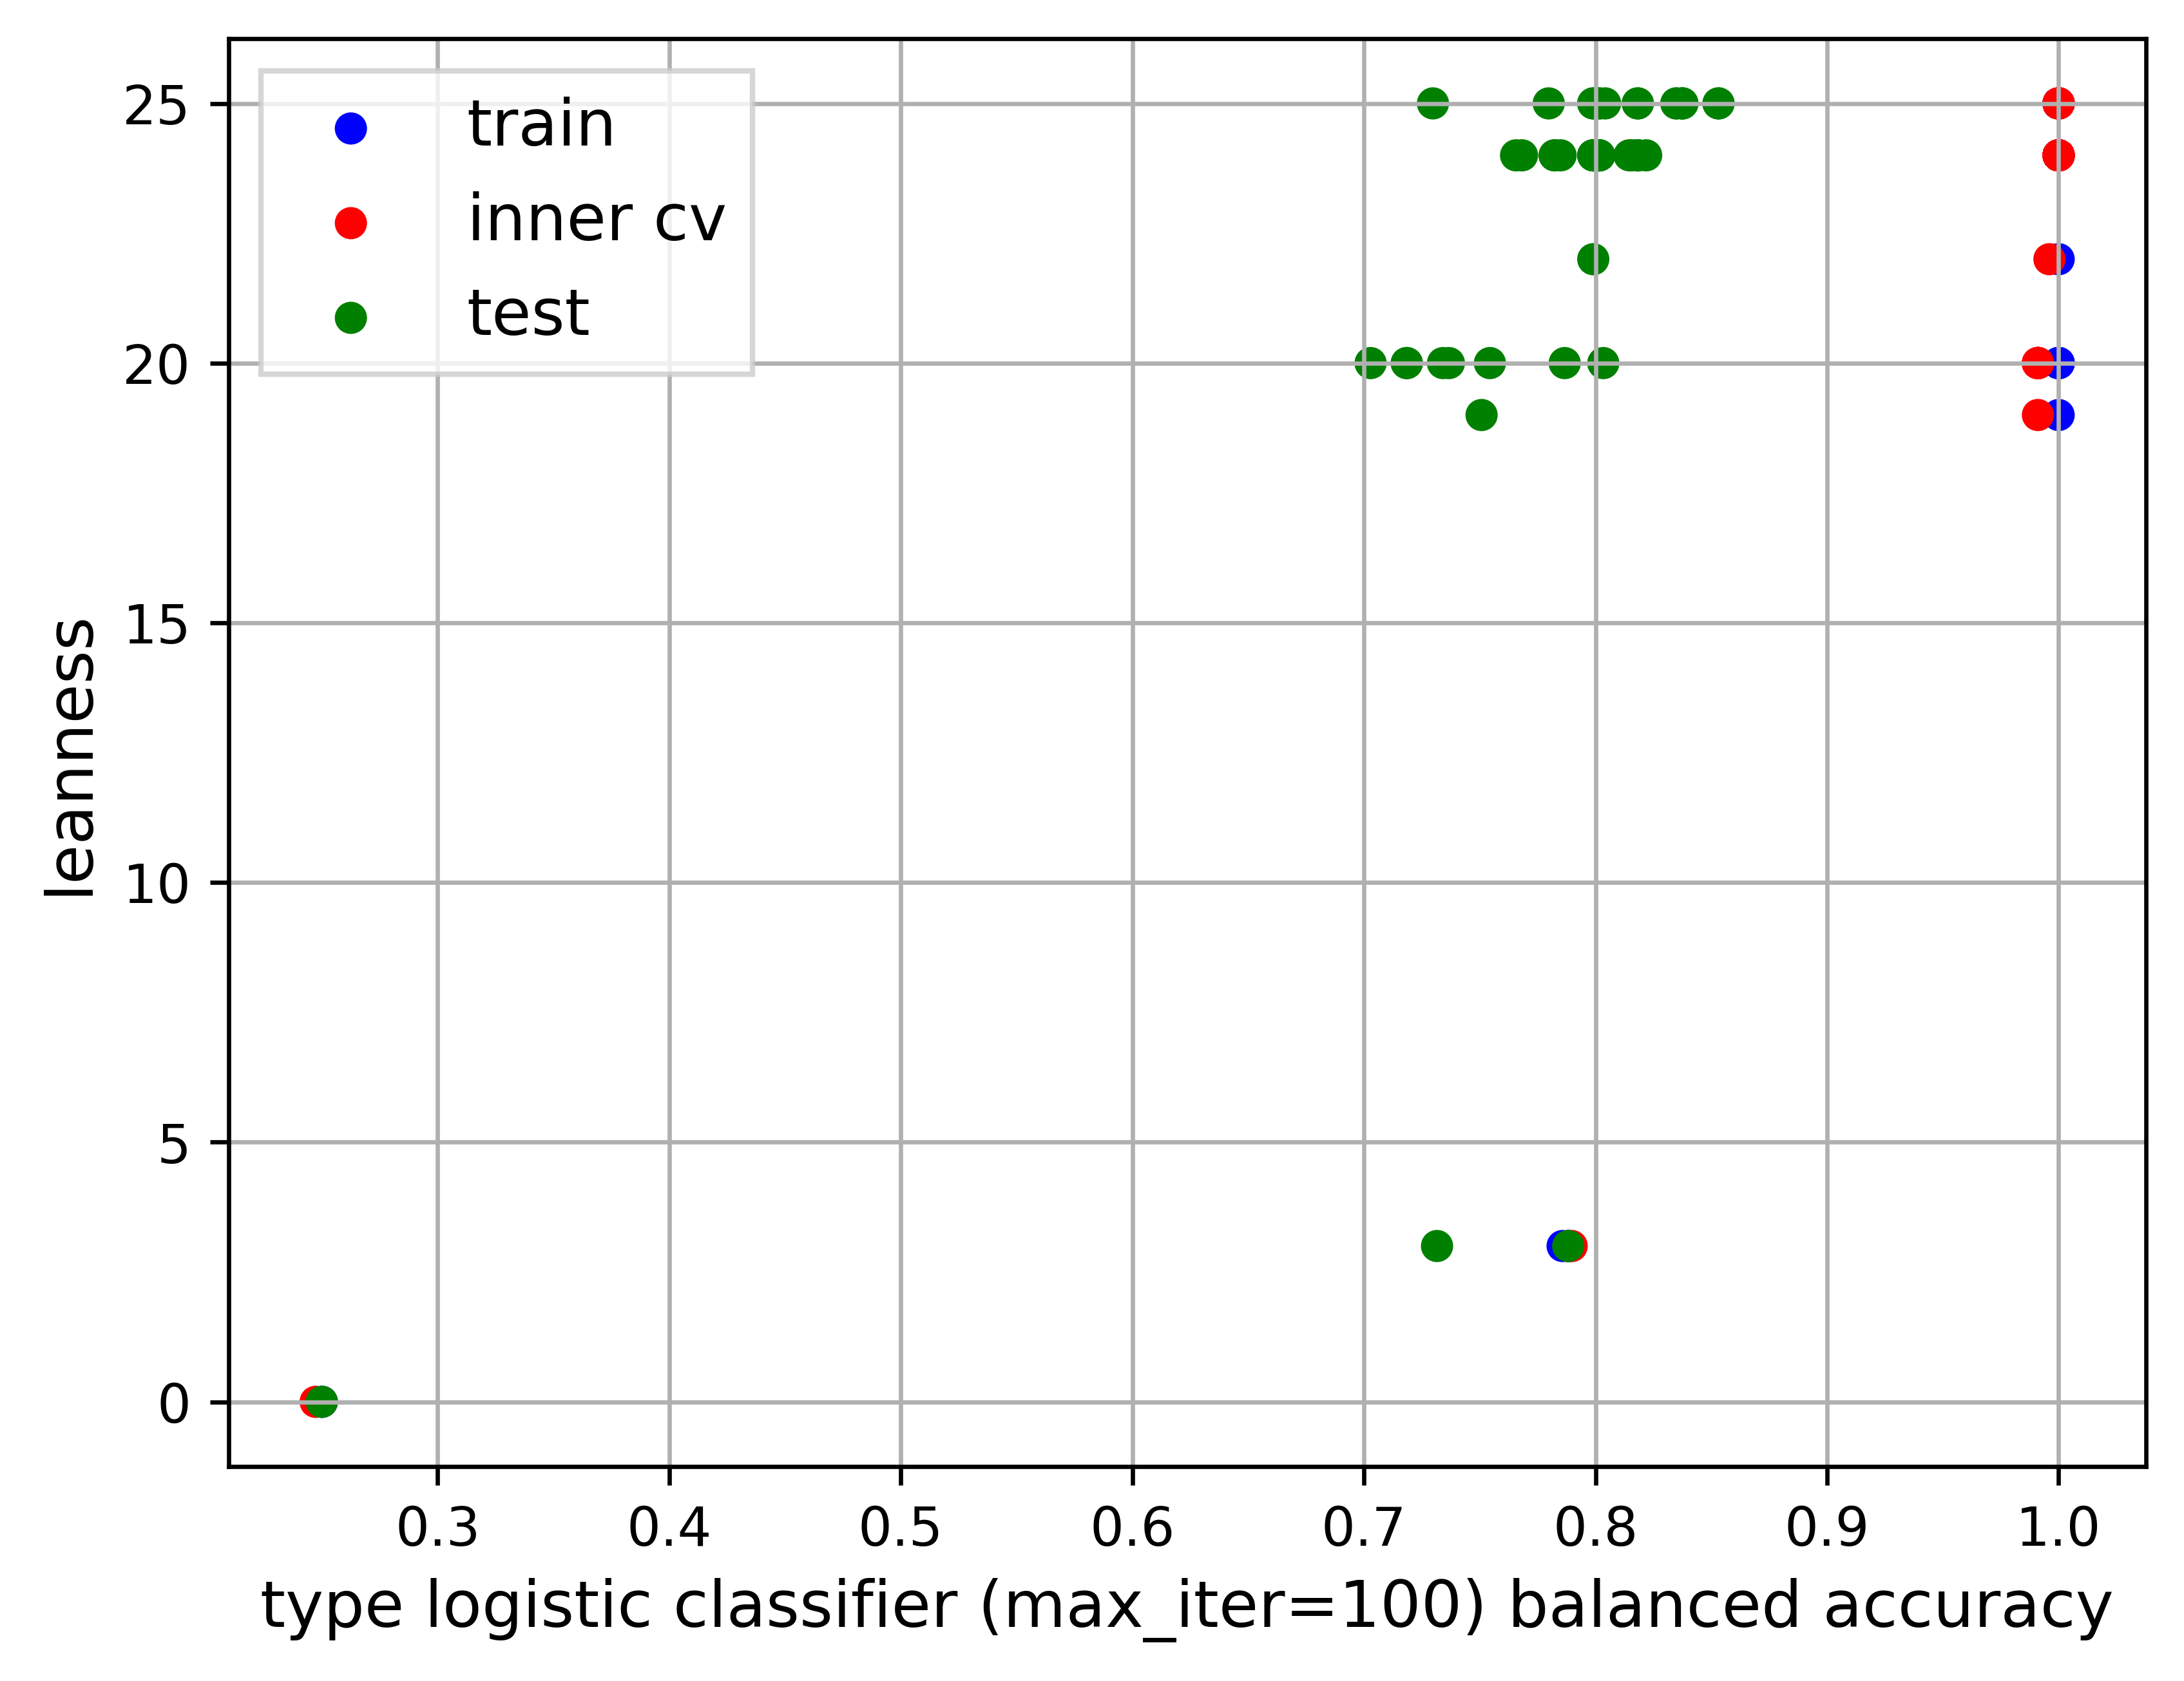 train
inner cv
test
25
20
15
10
5
0
leanness
0.3 0.4 0.5 0.6 0.7 0.8 0.9 1.0
type logistic classifier (max_iter=100) balanced accuracy